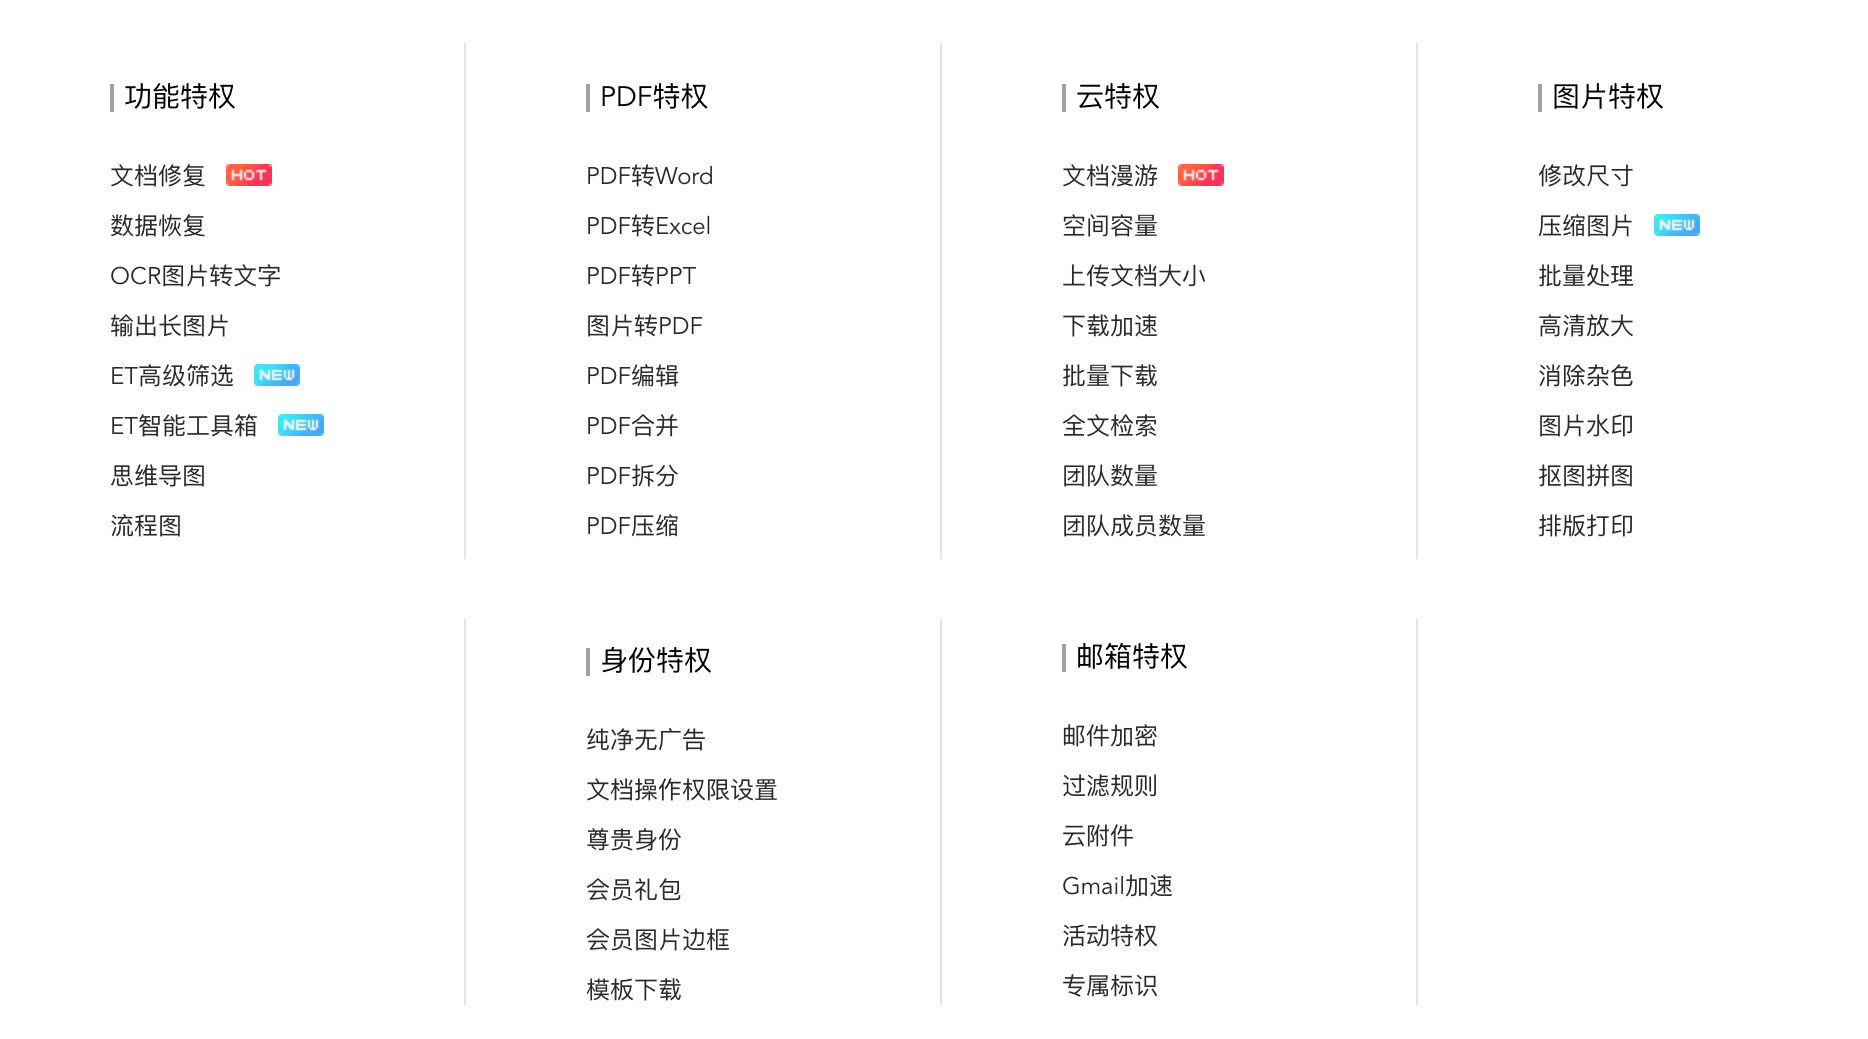 功能特权
文档修复 HOT
数据恢复
OCR图片转文字
输出长图片
ET高级筛选 NEW
ET智能工具箱 NEW
思维导图
流程图
PDF特权
PDF转Word
PDF转Excel
PDF转PPT
图片转PDF
PDF编辑
PDF合并
PDF拆分
PDF压缩
云特权
文档漫游 HOT
空间容量
上传文档大小
下载加速
批量下载
全文检索
团队数量
团队成员数量
图片特权
修改尺寸
压缩图片 NEW
批量处理
高清放大
消除杂色
图片水印
抠图拼图
排版打印
身份特权
纯净无广告
文档操作权限设置
尊贵身份
会员礼包
会员图片边框
模板下载
邮箱特权
邮件加密
过滤规则
云附件
Gmail加速
活动特权
专属标识